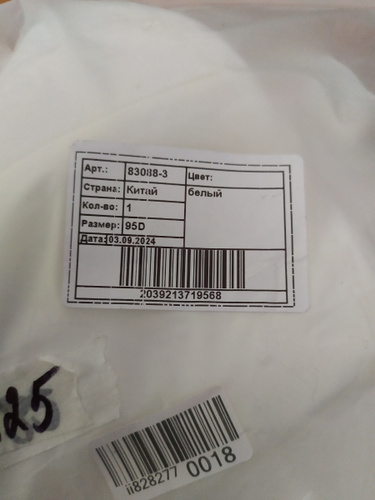 Арт.: 83088-3 Цвет:
Страна: Китай белый
Кол-во: 1
Размер: 95D
Дата: 03.09.2024
2039213719568
25
ii828277 0018